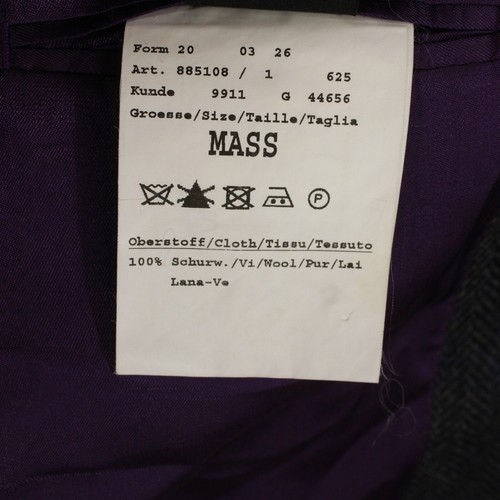 Form 20 03 26
Art. 885108 / 1 625
Kunde 9911 G 44656
Groesse/Size/Taille/Taglia
MASS
P
Oberstoff/Cloth/Tissu/Tessuto
100% Schurw./Vi/Wool/Pur/Lai
Lana-Ve